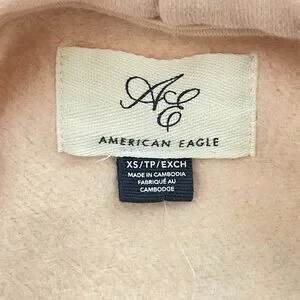 AE
AMERICAN EAGLE
XS/TP/EXCH
MADE IN CAMBODIA
FABRIQUÉ AU
CAMBODGE